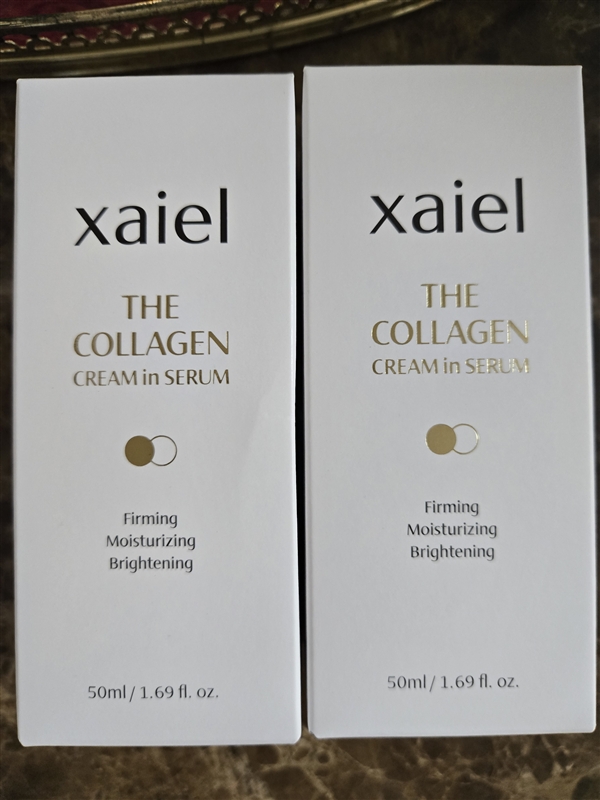 xaiel
THE
COLLAGEN
CREAM in SERUM
Firming
Moisturizing
Brightening
50ml / 1.69 fl. oz.
xaiel
THE
COLLAGEN
CREAM in SERUM
Firming
Moisturizing
Brightening
50ml / 1.69 fl. oz.